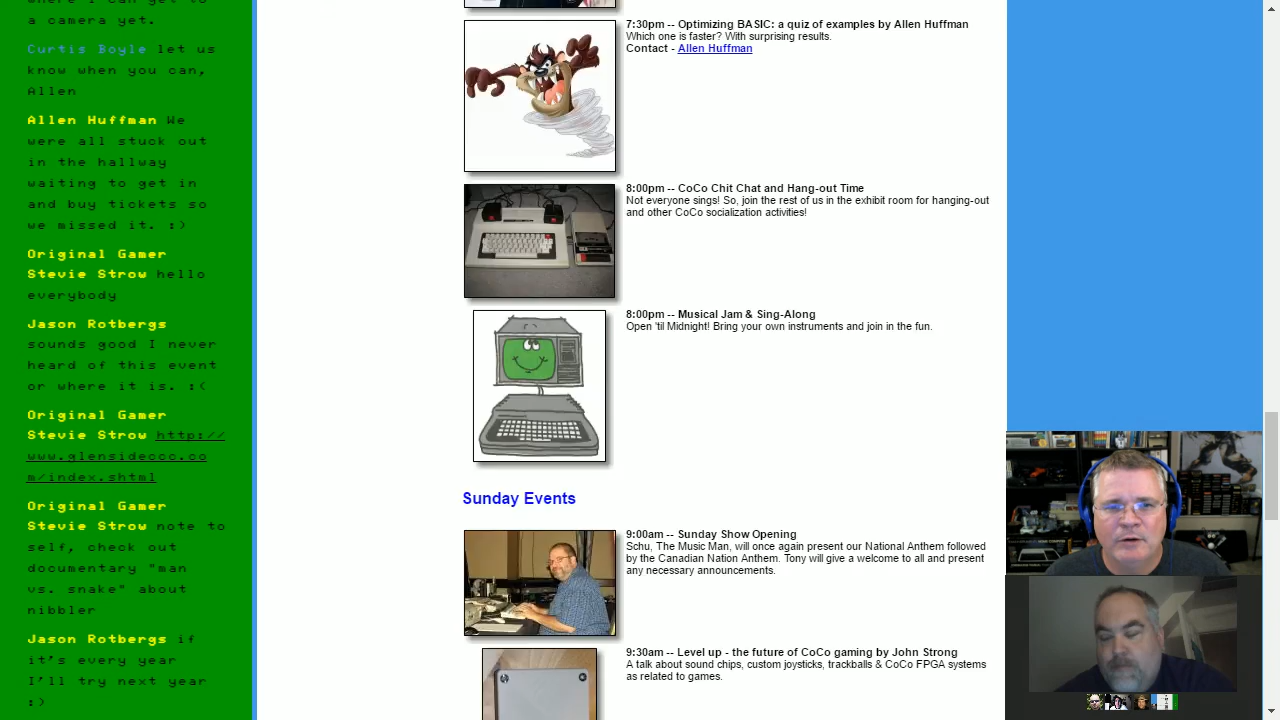 where I can get to
a camera yet.
Curtis Boyle let us
know when you can,
Allen
Allen Huffman We
were all stuck out
in the hallway
waiting to get in
and buy tickets so
we missed it. :)
Original Gamer
Stevie Strow hello
everybody
Jason Rotbergs
sounds good I never
heard of this event
or where it is. :(
Original Gamer
Stevie Strow http://
www.glensideccc.co
m/index.shtml
Original Gamer
Stevie Strow note to
self, check out
documentary "man
vs. snake" about
nibbler
Jason Rotbergs if
it's every year
I'll try next year
:)
7:30pm -- Optimizing BASIC: a quiz of examples by Allen Huffman
Which one is faster? With surprising results.
Contact - Allen Huffman
8:00pm -- CoCo Chit Chat and Hang-out Time
Not everyone sings! So, join the rest of us in the exhibit room for hanging-out
and other CoCo socialization activities!
8:00pm -- Musical Jam & Sing-Along
Open 'til Midnight! Bring your own instruments and join in the fun.
Sunday Events
9:00am -- Sunday Show Opening
Schu, The Music Man, will once again present our National Anthem followed
by the Canadian Nation Anthem. Tony will give a welcome to all and present
any necessary announcements.
9:30am -- Level up - the future of CoCo gaming by John Strong
A talk about sound chips, custom joysticks, trackballs & CoCo FPGA systems
as related to games.